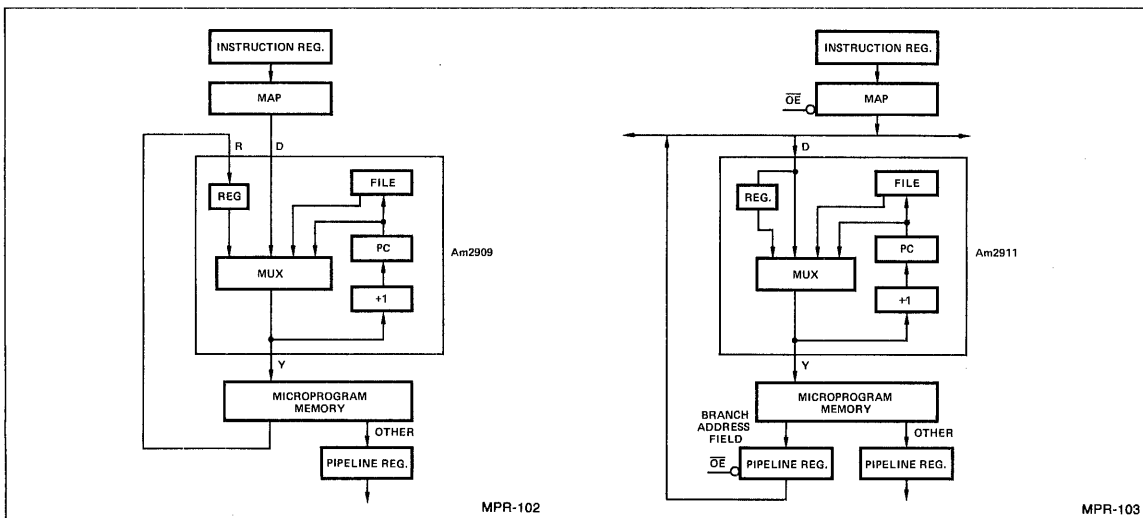 INSTRUCTION REG.
MAP
R
D
REG
FILE
PC
MUX
+1
Am2909
Y
MICROPROGRAM
MEMORY
OTHER
PIPELINE REG.
MPR-102
INSTRUCTION REG.
OE
MAP
D
REG.
FILE
PC
MUX
+1
Am2911
Y
MICROPROGRAM
MEMORY
BRANCH
ADDRESS
FIELD
OTHER
OE
PIPELINE REG.
PIPELINE REG.
MPR-103